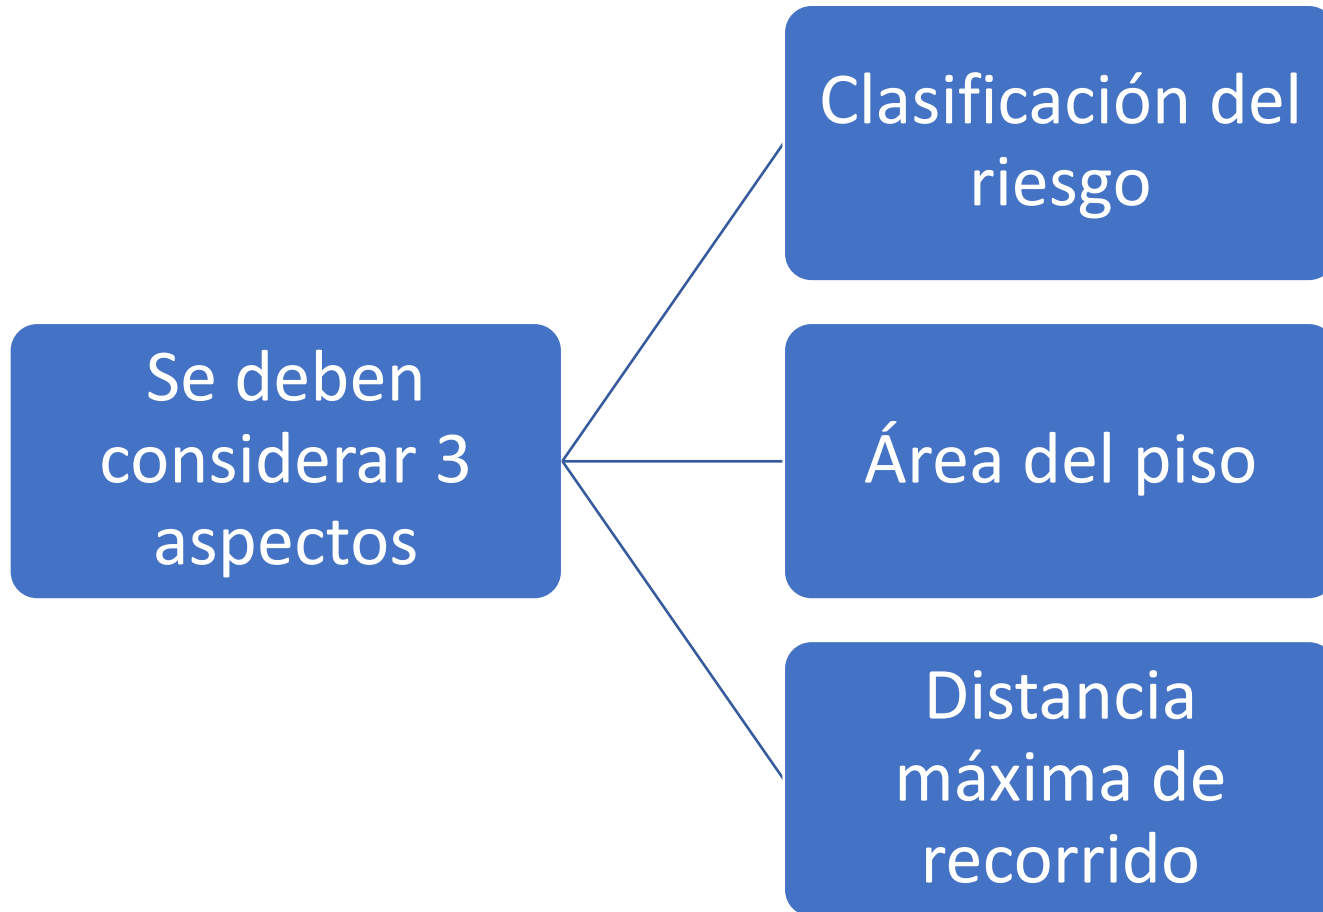 Se deben
considerar 3
aspectos
Clasificación del
riesgo
Área del piso
Distancia
máxima de
recorrido